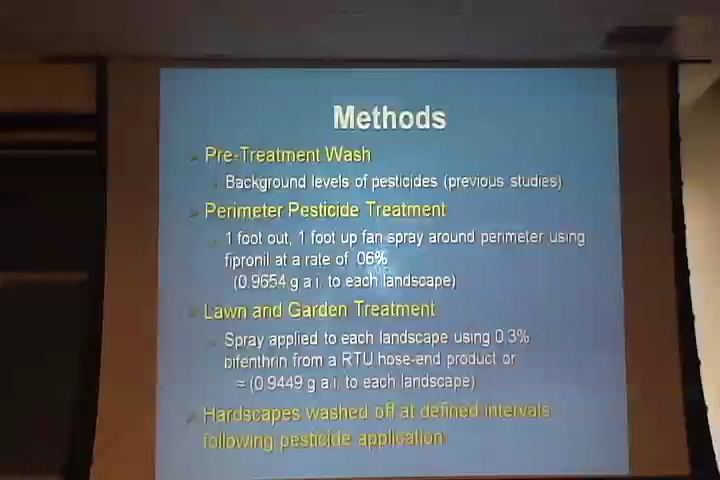 Methods
Pre-Treatment Wash
Background levels of pesticides (previous studies)
Perimeter Pesticide Treatment
1 foot out, 1 foot up fan spray around perimeter using
fipronil at a rate of .06%
(0.9654 g a.i. to each landscape)
Lawn and Garden Treatment
Spray applied to each landscape using 0.3%
bifenthrin from a RTU hose-end product or
≈ (0.9449 g a.i. to each landscape)
Hardscapes washed off at defined intervals
following pesticide application